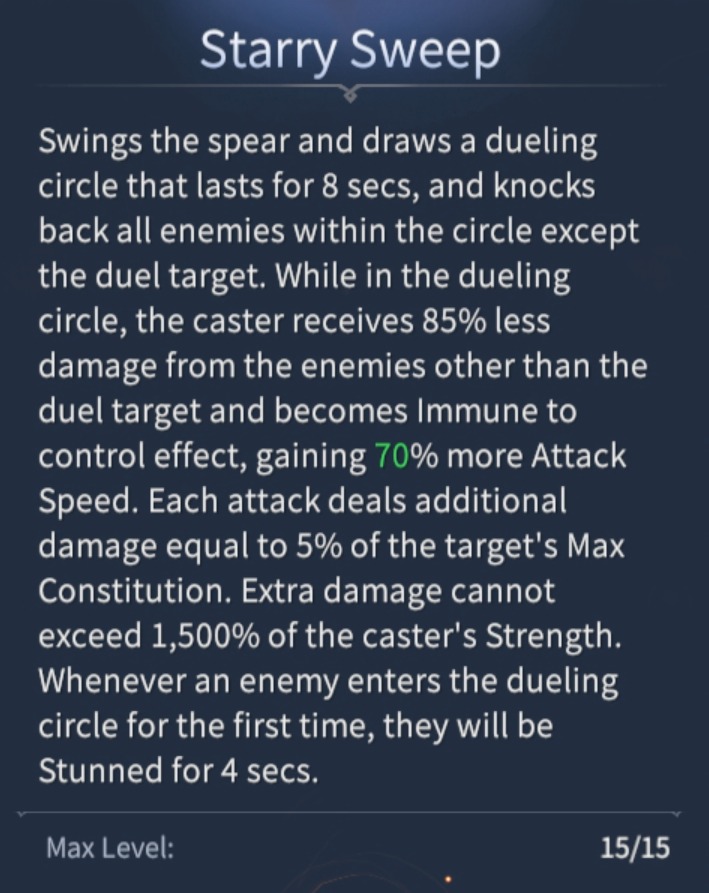 Starry Sweep
Swings the spear and draws a dueling
circle that lasts for 8 secs, and knocks
back all enemies within the circle except
the duel target. While in the dueling
circle, the caster receives 85% less
damage from the enemies other than the
duel target and becomes Immune to
control effect, gaining 70% more Attack
Speed. Each attack deals additional
damage equal to 5% of the target's Max
Constitution. Extra damage cannot
exceed 1,500% of the caster's Strength.
Whenever an enemy enters the dueling
circle for the first time, they will be
Stunned for 4 secs.
Max Level: 15/15